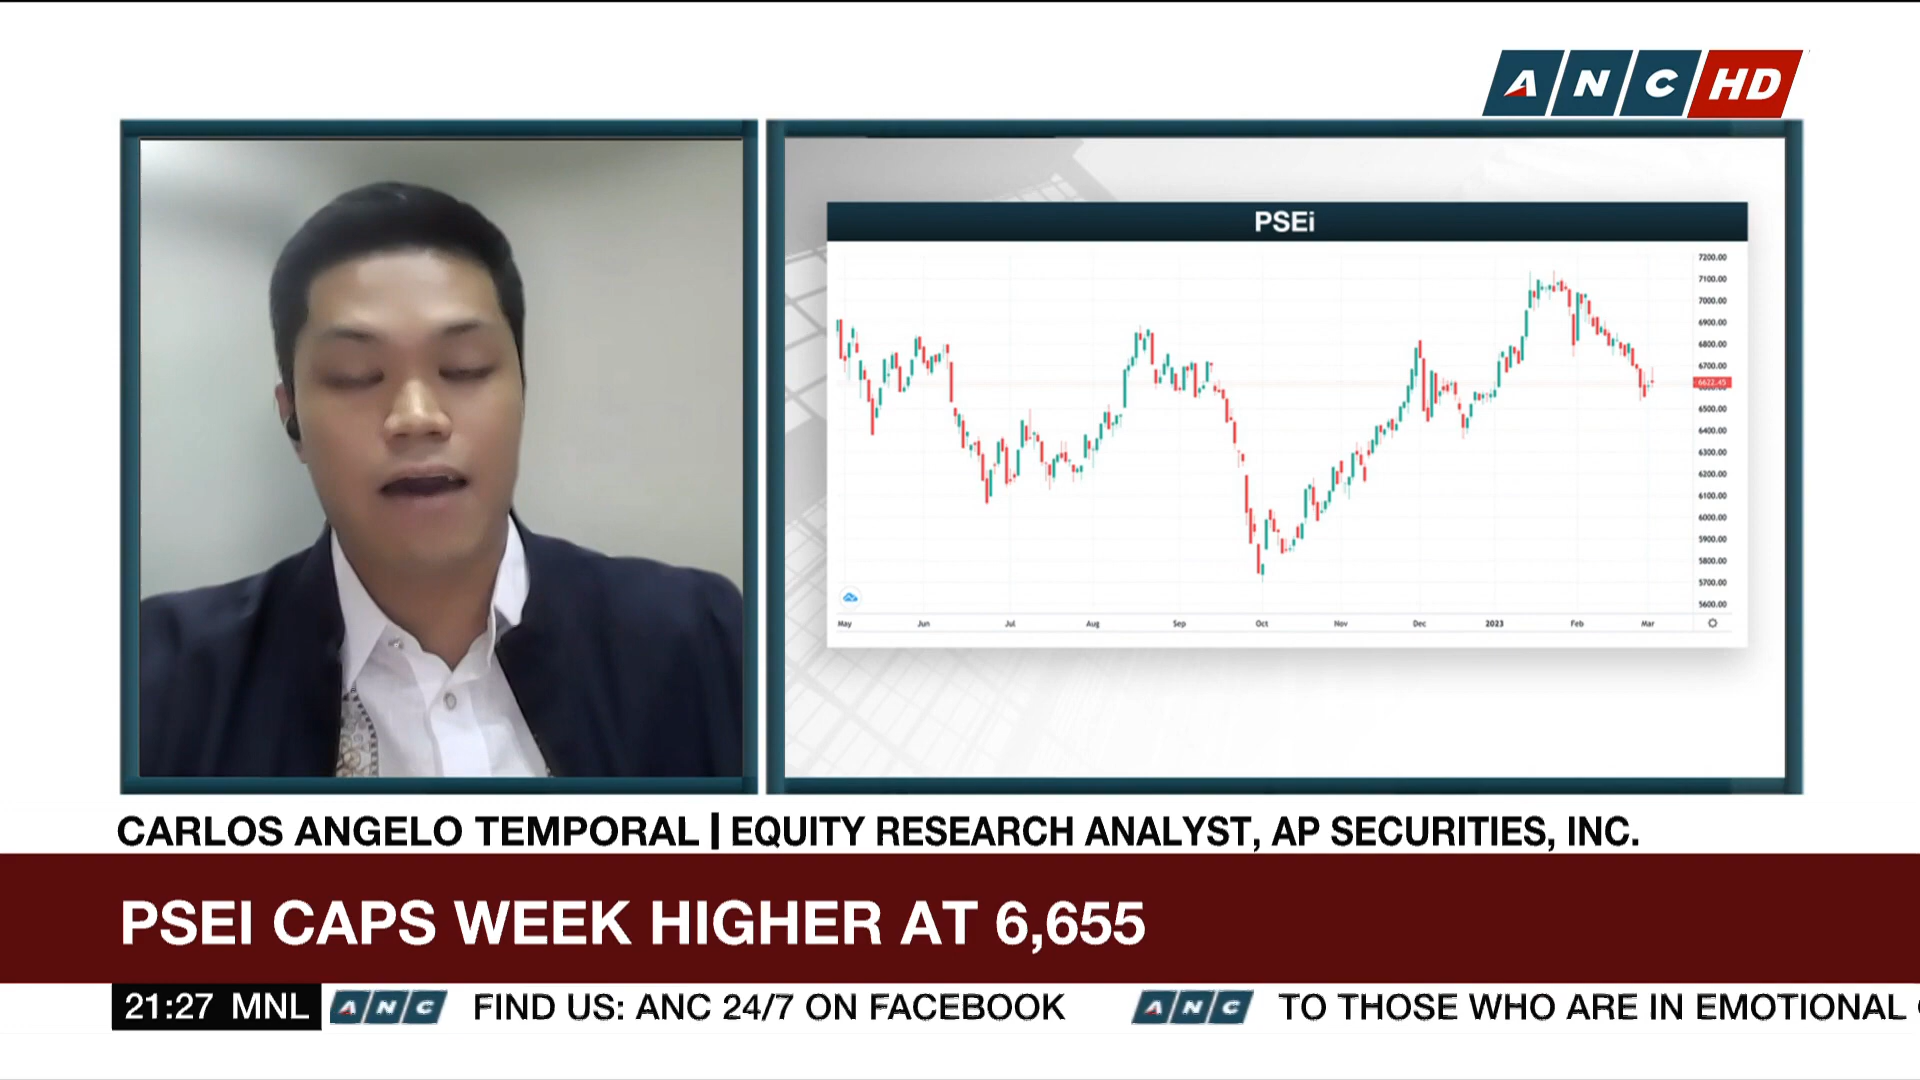 ANC HD
PSEi
7200.00
7100.00
7000.00
6900.00
6800.00
6700.00
6622.45
6500.00
6400.00
6300.00
6200.00
6100.00
6000.00
5900.00
5800.00
5700.00
5600.00
May Jun Jul Aug Sep Oct Nov Dec 2023 Feb Mar
CARLOS ANGELO TEMPORAL | EQUITY RESEARCH ANALYST, AP SECURITIES, INC.
PSEI CAPS WEEK HIGHER AT 6,655
21:27 MNL ANC FIND US: ANC 24/7 ON FACEBOOK ANC TO THOSE WHO ARE IN EMOTIONAL